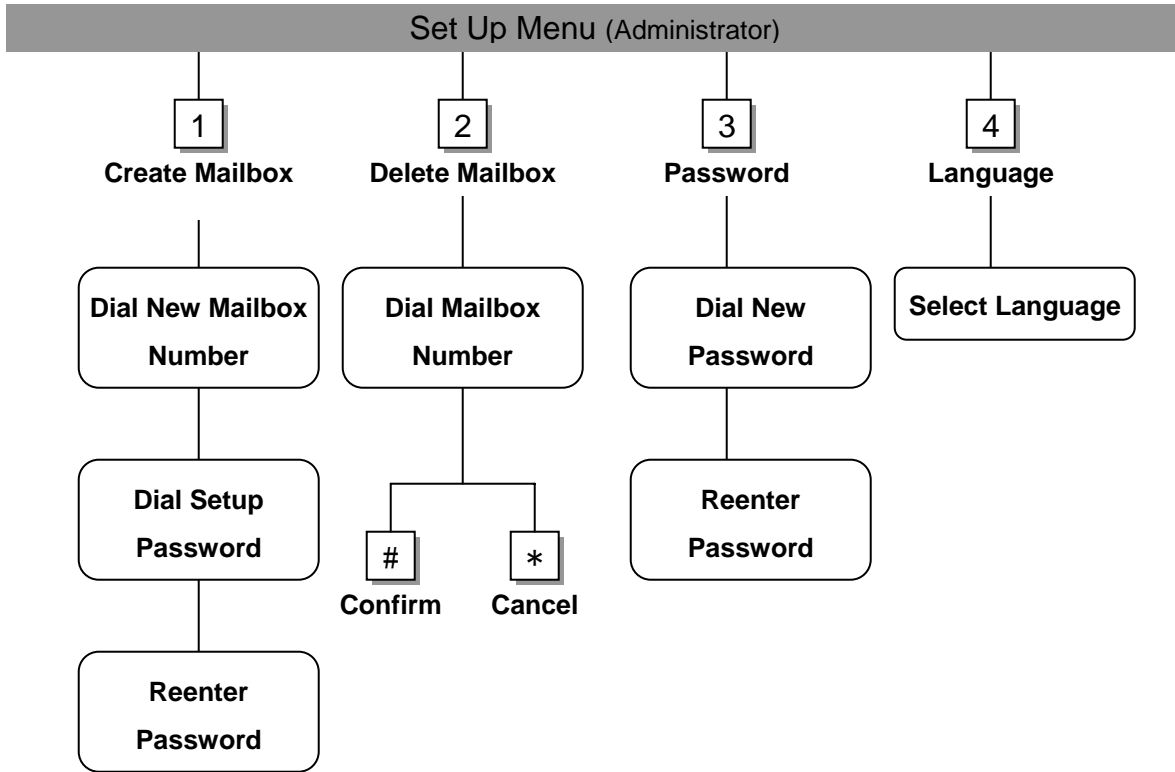 Set Up Menu (Administrator)
1
Create Mailbox
Dial New Mailbox
Number
Dial Setup
Password
Reenter
Password
2
Delete Mailbox
Dial Mailbox
Number
#
Confirm
*
Cancel
3
Password
Dial New
Password
Reenter
Password
4
Language
Select Language